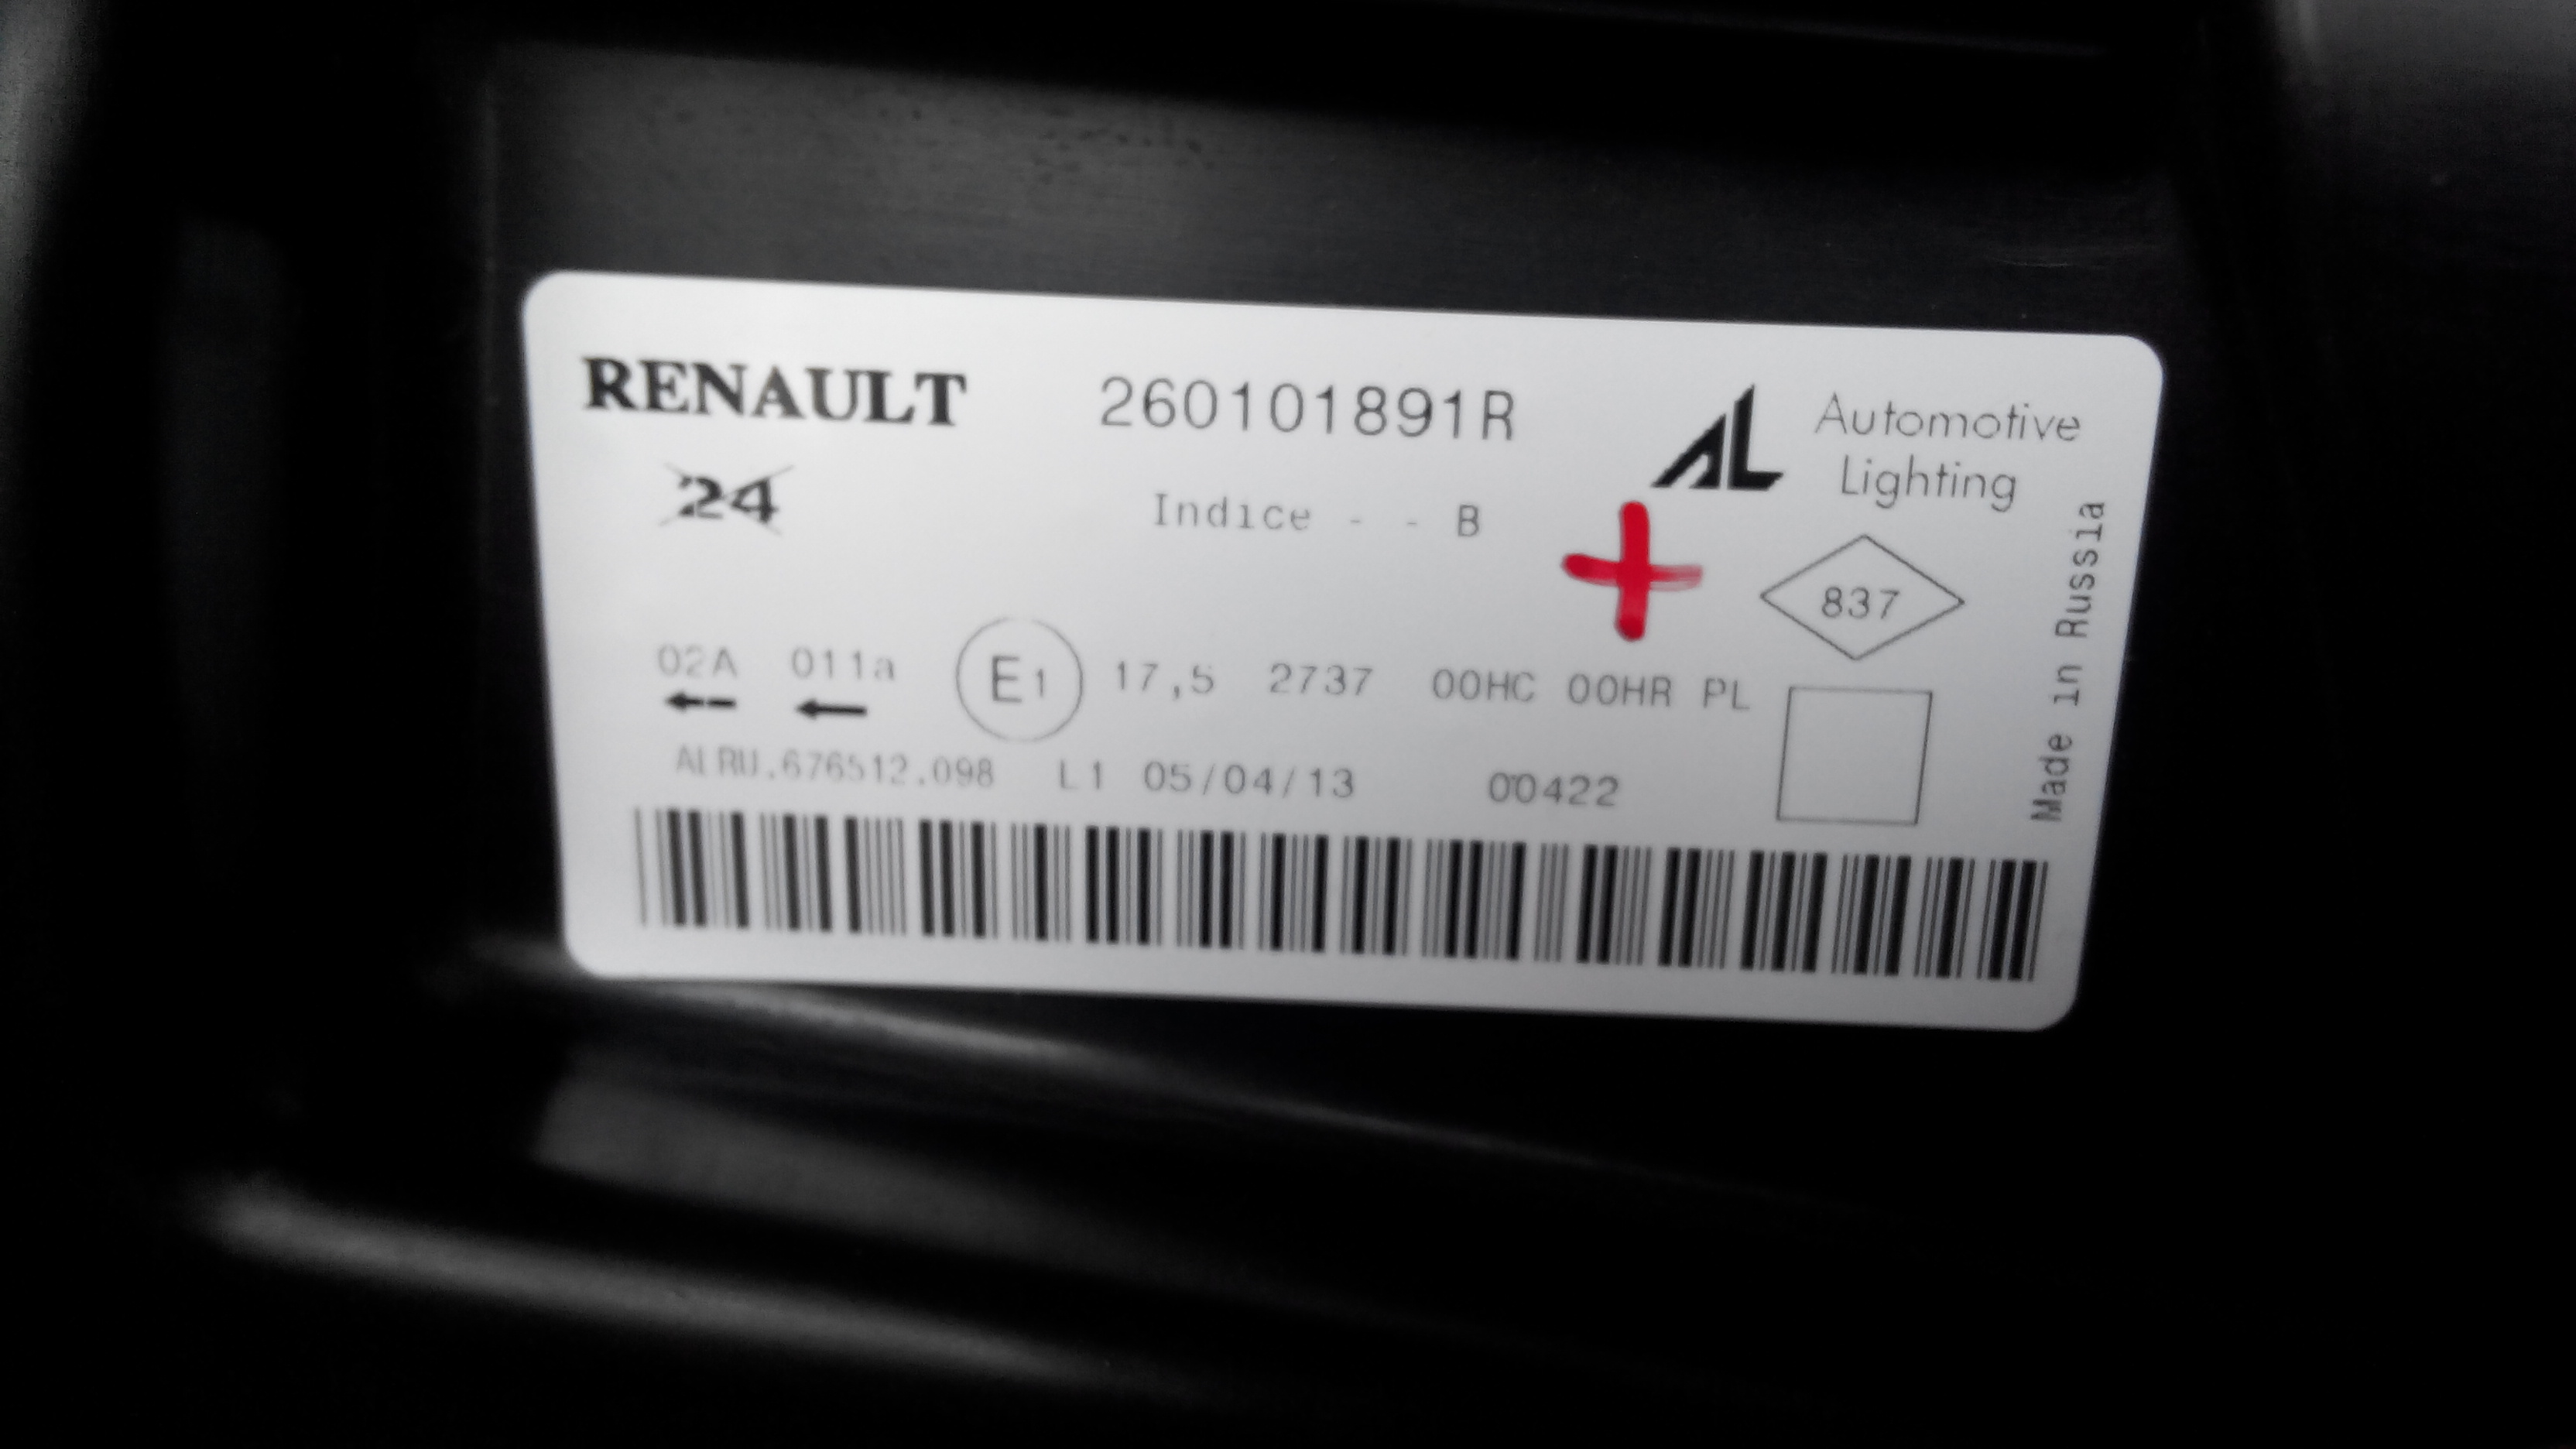 RENAULT 260101891R AL Automotive
Lighting
24 Indice - - B
837
02A 011a E1 17,5 2737 00HC 00HR PL
ALRU.676512.098 L1 05/04/13 00422
Made in Russia